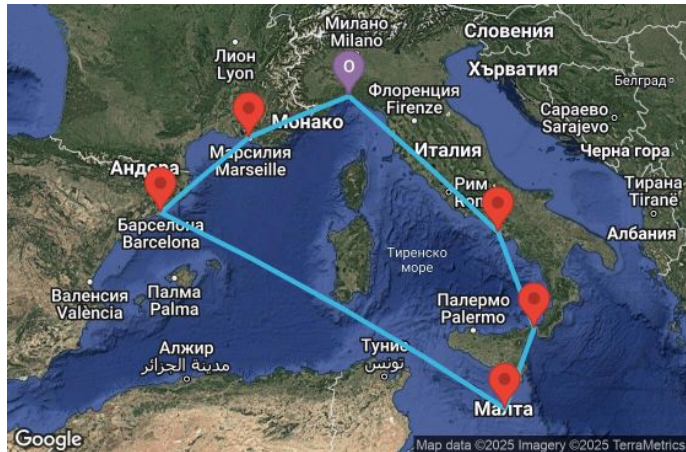 Милано
Milano
Словения
Лион
Lyon
О
Хърватия
Белград
Флоренция
Firenze
Монако
Сараево
Sarajevo
Марсилия
Marseille
Италия
Черна гора
Андора
Рим
Тирана
Tiranë
Барселона
Barcelona
Албания
Тиренско
море
Палма
Palma
Валенсия
València
Палермо
Palermo
Алжир
مدينة الجزائر
Тунис
تونس
Малта
Google
Map data ©2025 Imagery ©2025 TerraMetrics